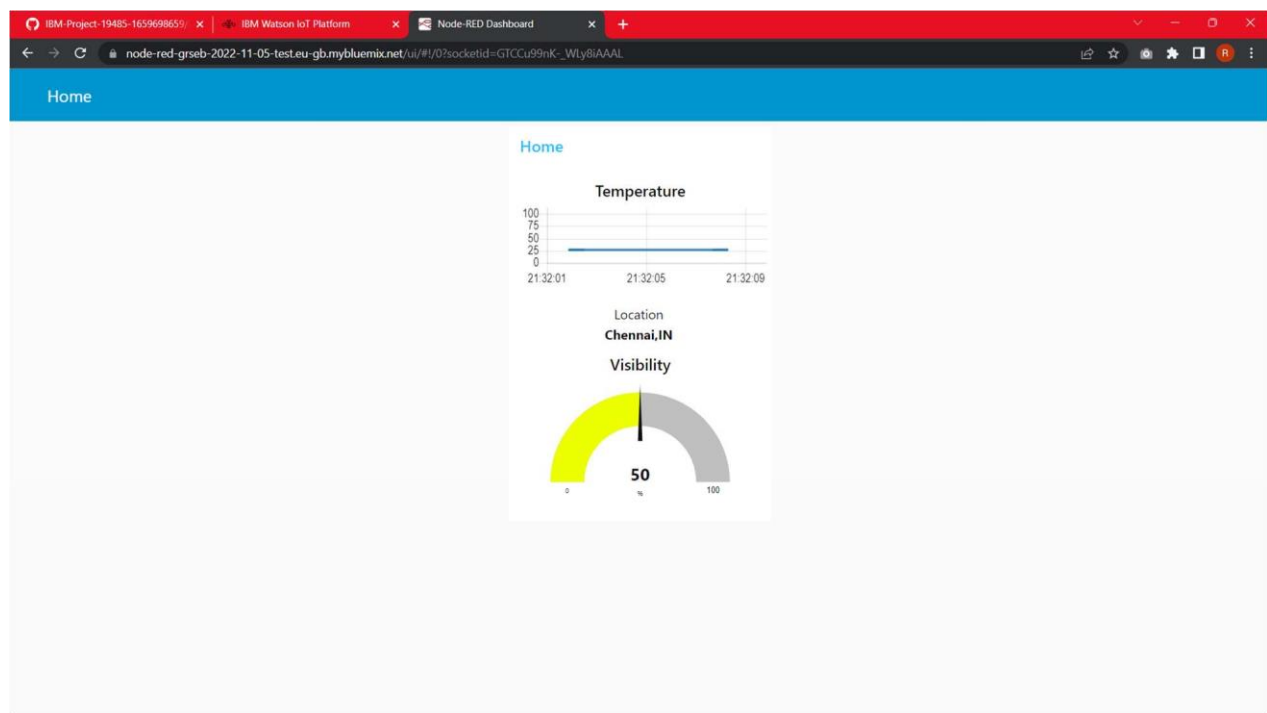 IBM-Project-19485-1659698659/
IBM Watson IoT Platform
Node-RED Dashboard
node-red-grseb-2022-11-05-test.eu-gb.mybluemix.net/ui/#!/0?socketid=GTCCu99nK-_WLy8iAAAL
R
Home
Home
Temperature
100
75
50
25
0
21:32:01 21:32:05 21:32:09
Location
Chennai,IN
Visibility
50
0 % 100